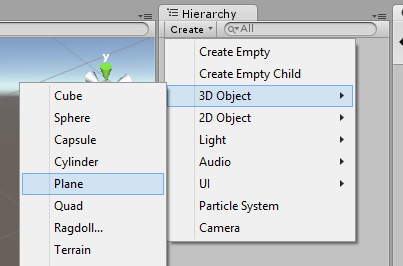 Hierarchy
Create
All
Create Empty
Create Empty Child
3D Object
2D Object
Light
Audio
UI
Particle System
Camera
Cube
Sphere
Capsule
Cylinder
Plane
Quad
Ragdoll...
Terrain